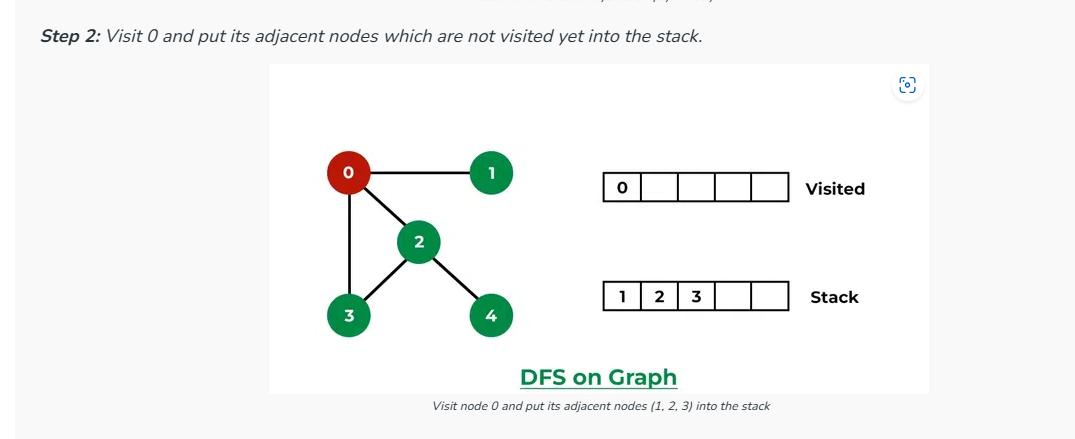 Step 2: Visit 0 and put its adjacent nodes which are not visited yet into the stack.
0
1
0
Visited
2
1 2 3
Stack
3
4
DFS on Graph
Visit node 0 and put its adjacent nodes (1, 2, 3) into the stack